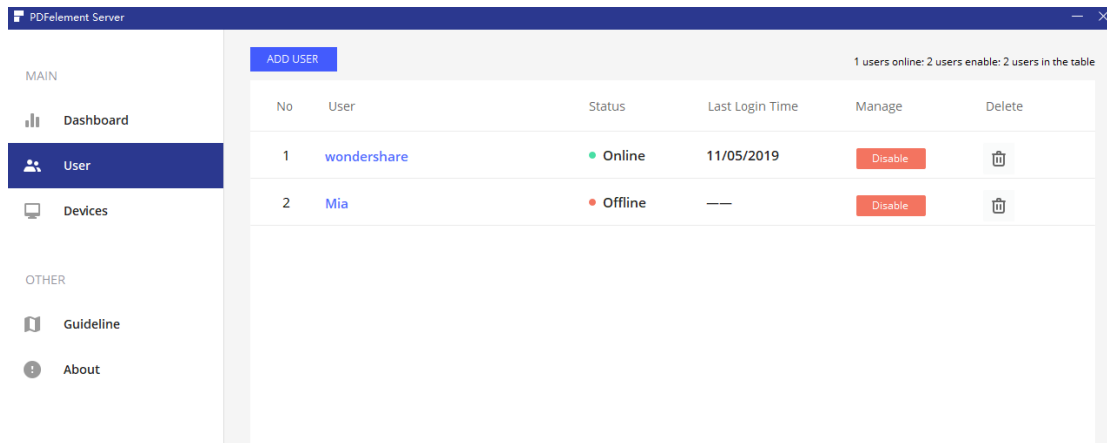 PDFelement Server
MAIN
Dashboard
User
Devices
OTHER
Guideline
About
ADD USER
1 users online: 2 users enable: 2 users in the table
No User Status Last Login Time Manage Delete
1 wondershare Online 11/05/2019 Disable
2 Mia Offline —— Disable